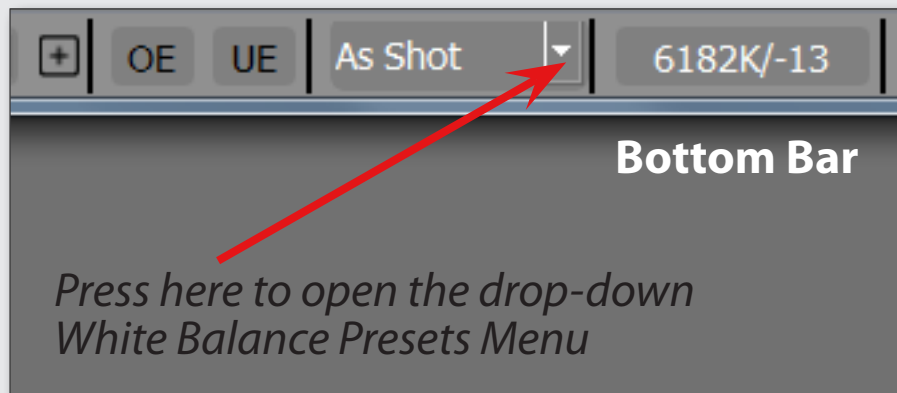 + OE UE As Shot 6182K/-13
Bottom Bar
Press here to open the drop-down
White Balance Presets Menu